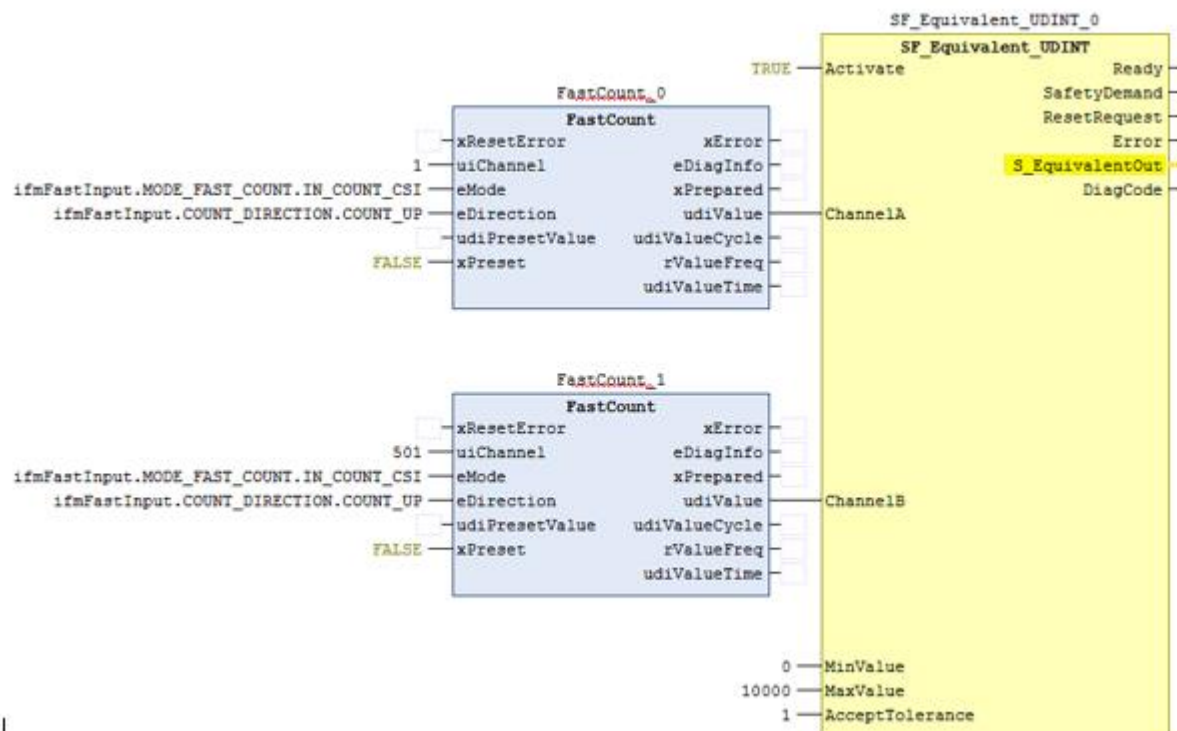 SF_Equivalent_UDINT_0
SF_Equivalent_UDINT
TRUE Activate Ready
SafetyDemand
ResetRequest
Error
S_EquivalentOut
DiagCode
FastCount_0
FastCount
xResetError xError
1 uiChannel eDiagInfo
ifmFastInput.MODE_FAST_COUNT.IN_COUNT_CSI eMode xPrepared
ifmFastInput.COUNT_DIRECTION.COUNT_UP eDirection udiValue ChannelA
udiPresetValue udiValueCycle
FALSE xPreset rValueFreq
udiValueTime
FastCount_1
FastCount
xResetError xError
501 uiChannel eDiagInfo
ifmFastInput.MODE_FAST_COUNT.IN_COUNT_CSI eMode xPrepared
ifmFastInput.COUNT_DIRECTION.COUNT_UP eDirection udiValue ChannelB
udiPresetValue udiValueCycle
FALSE xPreset rValueFreq
udiValueTime
0 MinValue
10000 MaxValue
1 AcceptTolerance